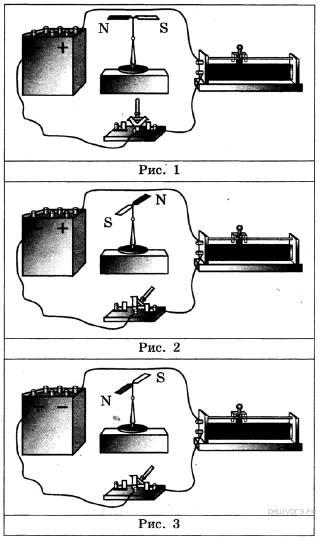 N S
− +
Рис. 1
N
S
− +
Рис. 2
S
N
+ −
Рис. 3